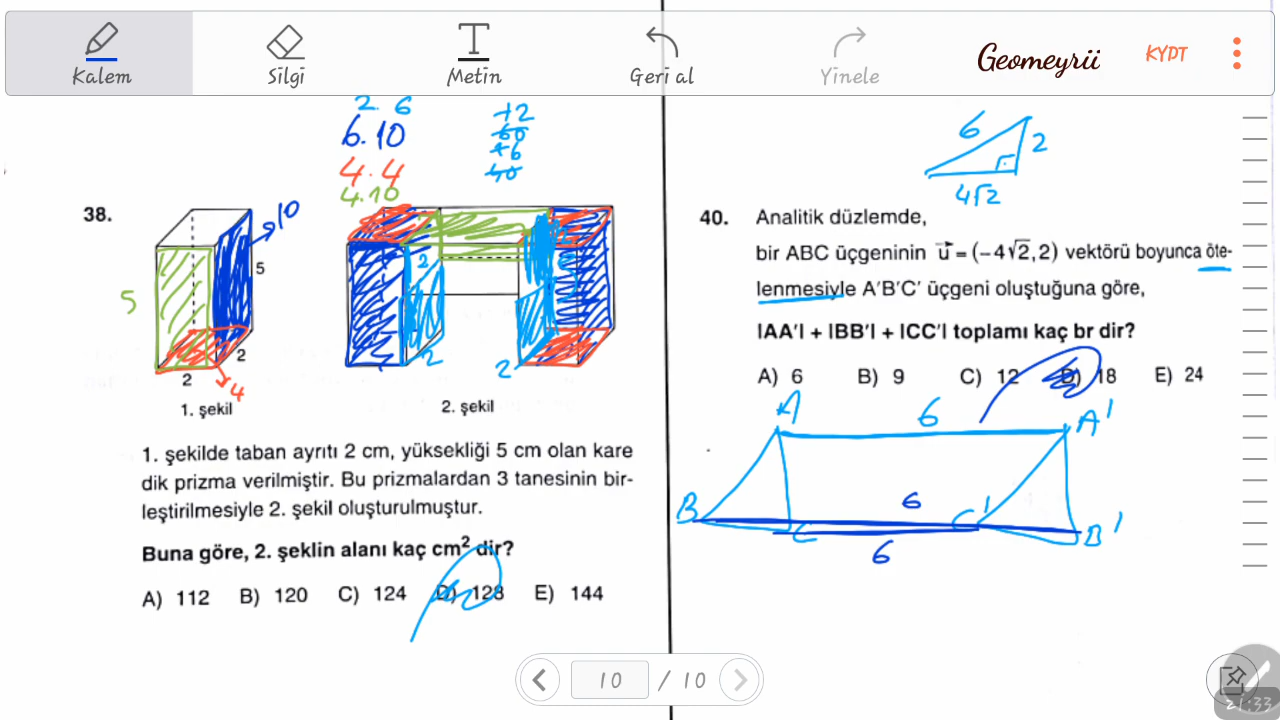 Kalem
Silgi
Metin
Geri al
Yinele
Geomeyrii
KYDT
2. 6
6.10
4.4
4.10
12
60
16
40
38.
10
5
5
2
2
4
1. şekil
2
2
2
2. şekil
1. şekilde taban ayrıtı 2 cm, yüksekliği 5 cm olan kare
dik prizma verilmiştir. Bu prizmalardan 3 tanesinin bir-
leştirilmesiyle 2. şekil oluşturulmuştur.
Buna göre, 2. şeklin alanı kaç cm² dir?
A) 112 B) 120 C) 124 D) 128 E) 144
6
2
4√2
40. Analitik düzlemde,
bir ABC üçgeninin u⃗ = (−4√2, 2) vektörü boyunca öte-
lenmesiyle A'B'C' üçgeni oluştuğuna göre,
|AA'| + |BB'| + |CC'| toplamı kaç br dir?
A) 6 B) 9 C) 12 D) 18 E) 24
A 6 A'
B 6 C'
C 6 B'
10 / 10
21:33